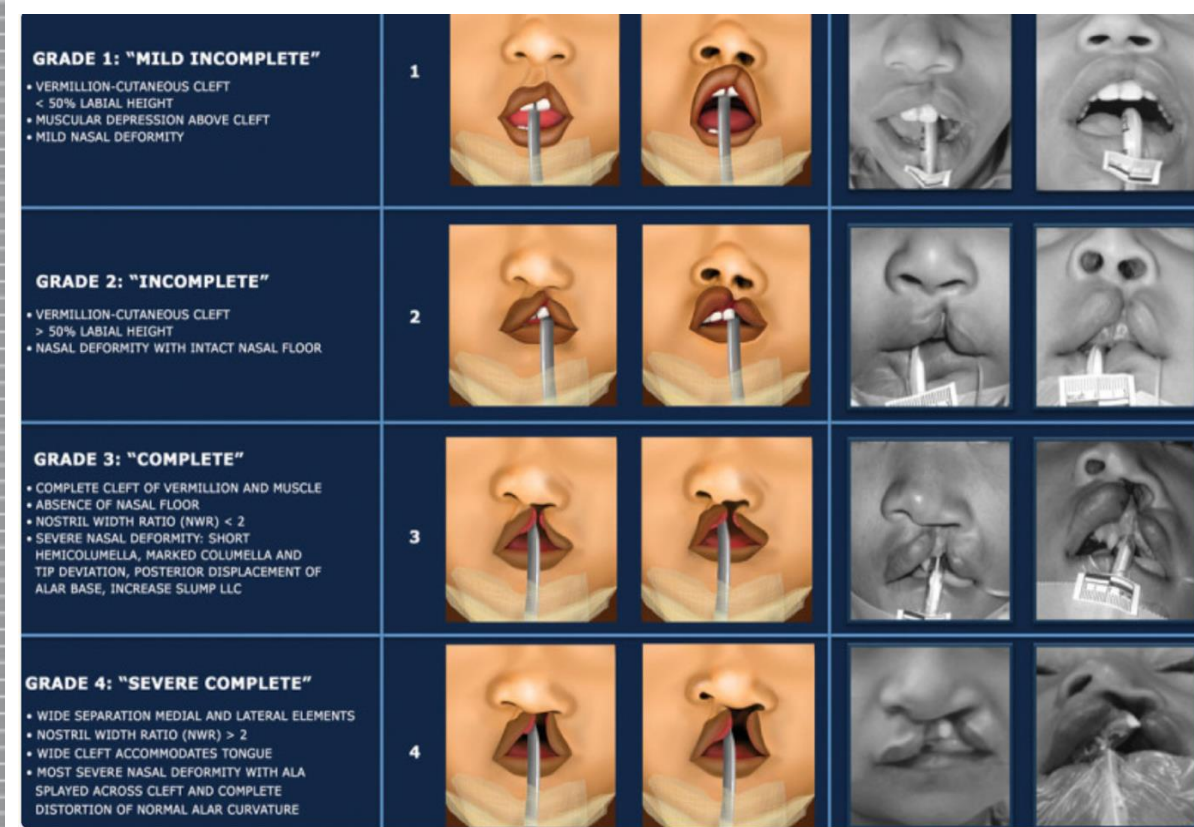 GRADE 1: "MILD INCOMPLETE"
• VERMILLION-CUTANEOUS CLEFT
< 50% LABIAL HEIGHT
• MUSCULAR DEPRESSION ABOVE CLEFT
• MILD NASAL DEFORMITY
1
GRADE 2: "INCOMPLETE"
• VERMILLION-CUTANEOUS CLEFT
> 50% LABIAL HEIGHT
• NASAL DEFORMITY WITH INTACT NASAL FLOOR
2
GRADE 3: "COMPLETE"
• COMPLETE CLEFT OF VERMILLION AND MUSCLE
• ABSENCE OF NASAL FLOOR
• NOSTRIL WIDTH RATIO (NWR) < 2
• SEVERE NASAL DEFORMITY: SHORT
HEMICOLUMELLA, MARKED COLUMELLA AND
TIP DEVIATION, POSTERIOR DISPLACEMENT OF
ALAR BASE, INCREASE SLUMP LLC
3
GRADE 4: "SEVERE COMPLETE"
• WIDE SEPARATION MEDIAL AND LATERAL ELEMENTS
• NOSTRIL WIDTH RATIO (NWR) > 2
• WIDE CLEFT ACCOMMODATES TONGUE
• MOST SEVERE NASAL DEFORMITY WITH ALA
SPLAYED ACROSS CLEFT AND COMPLETE
DISTORTION OF NORMAL ALAR CURVATURE
4